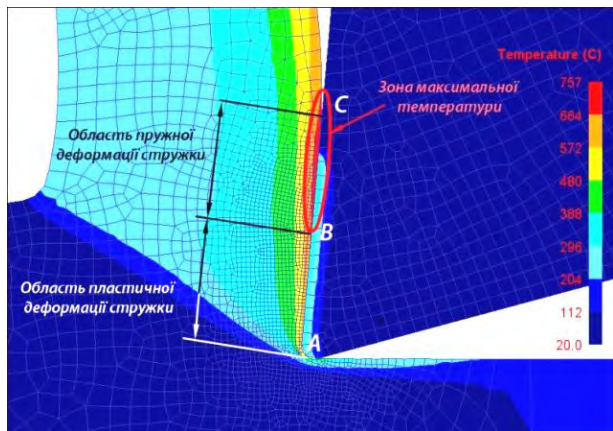 Temperature (C)
757
664
572
480
388
296
204
112
20.0
Зона максимальної
температури
C
B
A
Область пружної
деформації стружки
Область пластичної
деформації стружки